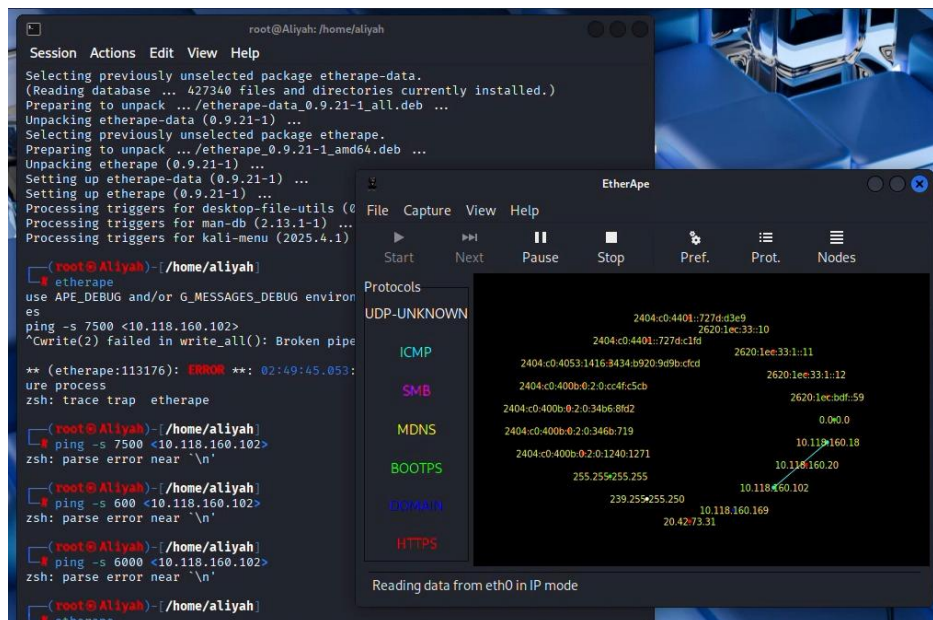 root@Aliyah: /home/aliyah
Session Actions Edit View Help
Selecting previously unselected package etherape-data.
(Reading database ... 427340 files and directories currently installed.)
Preparing to unpack .../etherape-data_0.9.21-1_all.deb ...
Unpacking etherape-data (0.9.21-1) ...
Selecting previously unselected package etherape.
Preparing to unpack .../etherape_0.9.21-1_amd64.deb ...
Unpacking etherape (0.9.21-1) ...
Setting up etherape-data (0.9.21-1) ...
Setting up etherape (0.9.21-1) ...
Processing triggers for desktop-file-utils (0
Processing triggers for man-db (2.13.1-1) ...
Processing triggers for kali-menu (2025.4.1)
(root㉿Aliyah)-[/home/aliyah]
# etherape
use APE_DEBUG and/or G_MESSAGES_DEBUG environ
es
ping -s 7500 <10.118.160.102>
^Cwrite(2) failed in write_all(): Broken pipe
** (etherape:113176): ERROR **: 02:49:45.053:
ure process
zsh: trace trap  etherape
(root㉿Aliyah)-[/home/aliyah]
# ping -s 7500 <10.118.160.102>
zsh: parse error near `\n'
(root㉿Aliyah)-[/home/aliyah]
# ping -s 600 <10.118.160.102>
zsh: parse error near `\n'
(root㉿Aliyah)-[/home/aliyah]
# ping -s 6000 <10.118.160.102>
zsh: parse error near `\n'
(root㉿Aliyah)-[/home/aliyah]
EtherApe
File Capture View Help
Start Next Pause Stop Pref. Prot. Nodes
Protocols
UDP-UNKNOWN
ICMP
SMB
MDNS
BOOTPS
DOMAIN
HTTPS
2404:c0:4401::727d:d3e9
2620:1ec:33::10
2404:c0:4401::727d:c1fd
2620:1ec:33:1::11
2404:c0:4053:1416:3434:b920:9d9b:cfcd
2620:1ec:33:1::12
2404:c0:400b:0:2:0:cc4f:c5cb
2620:1ec:bdf::59
2404:c0:400b:0:2:0:34b6:8fd2
0.0.0.0
2404:c0:400b:0:2:0:346b:719
10.118.160.18
2404:c0:400b:0:2:0:1240:1271
10.118.160.20
255.255.255.255
10.118.160.102
239.255.255.250
10.118.160.169
20.42.73.31
Reading data from eth0 in IP mode